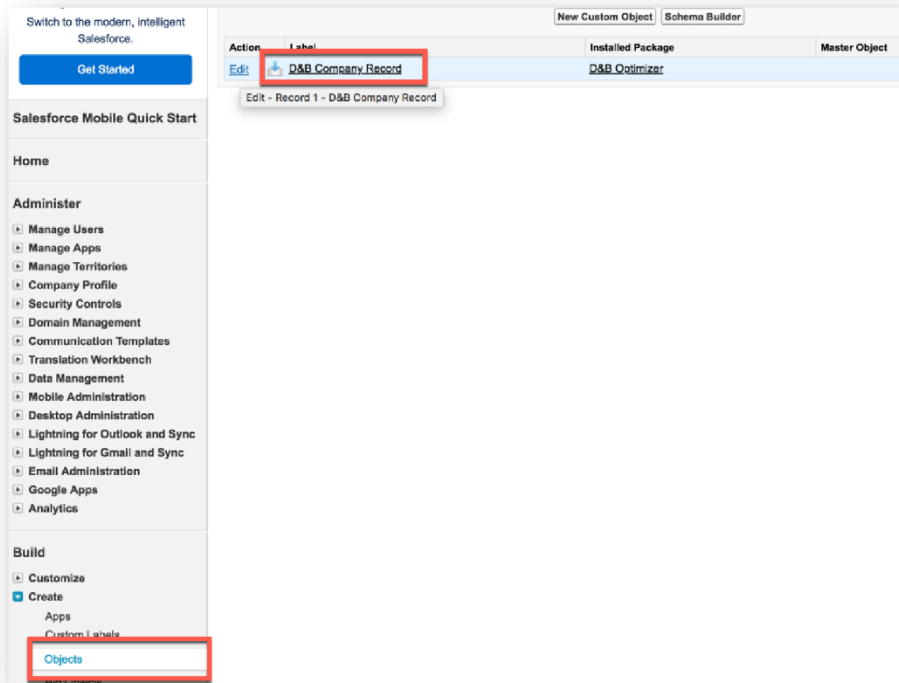 Switch to the modern, intelligent
Salesforce.
Get Started
Salesforce Mobile Quick Start
Home
Administer
Manage Users
Manage Apps
Manage Territories
Company Profile
Security Controls
Domain Management
Communication Templates
Translation Workbench
Data Management
Mobile Administration
Desktop Administration
Lightning for Outlook and Sync
Lightning for Gmail and Sync
Email Administration
Google Apps
Analytics
Build
Customize
Create
Apps
Custom Labels
Objects
New Custom Object Schema Builder
Action Label Installed Package Master Object
Edit D&B Company Record D&B Optimizer
Edit - Record 1 - D&B Company Record